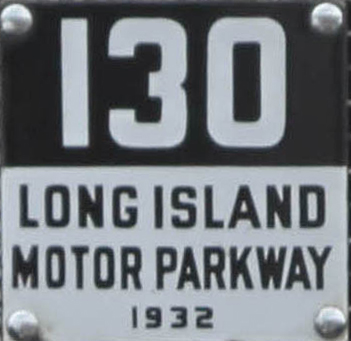 130
LONG ISLAND
MOTOR PARKWAY
1932